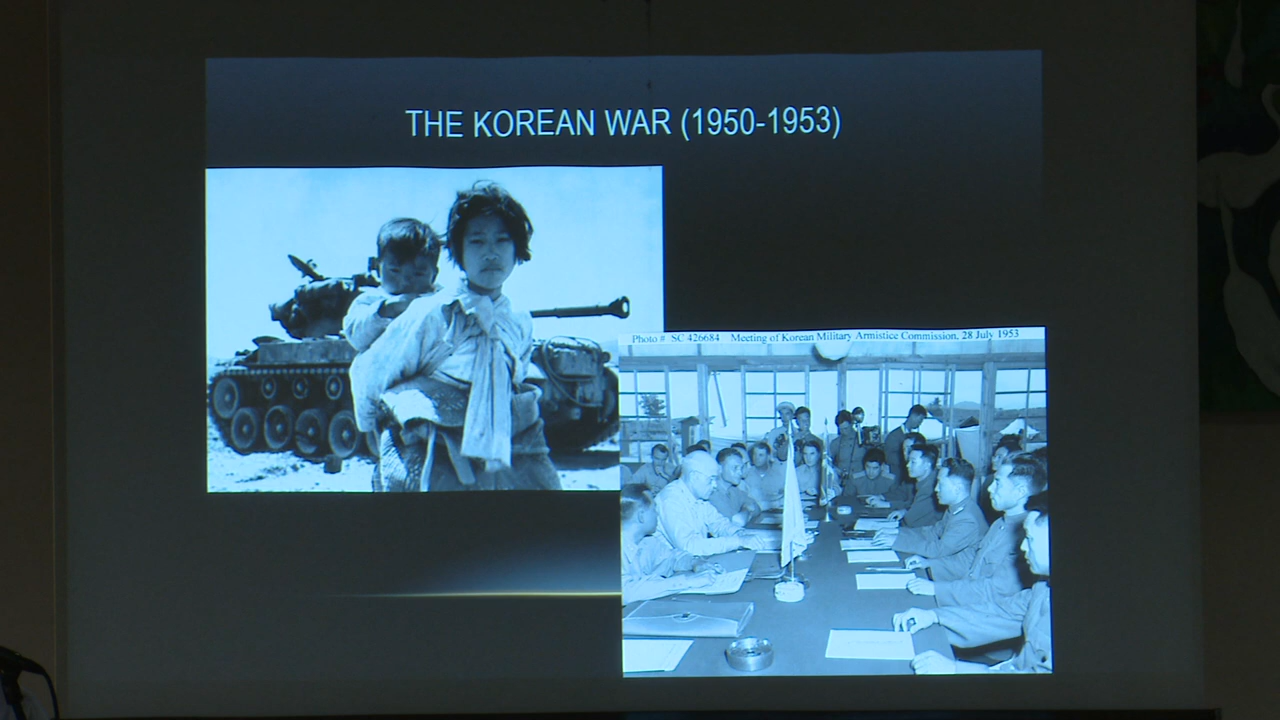 THE KOREAN WAR (1950-1953)
Photo # SC 426684 Meeting of Korean Military Armistice Commission, 28 July 1953